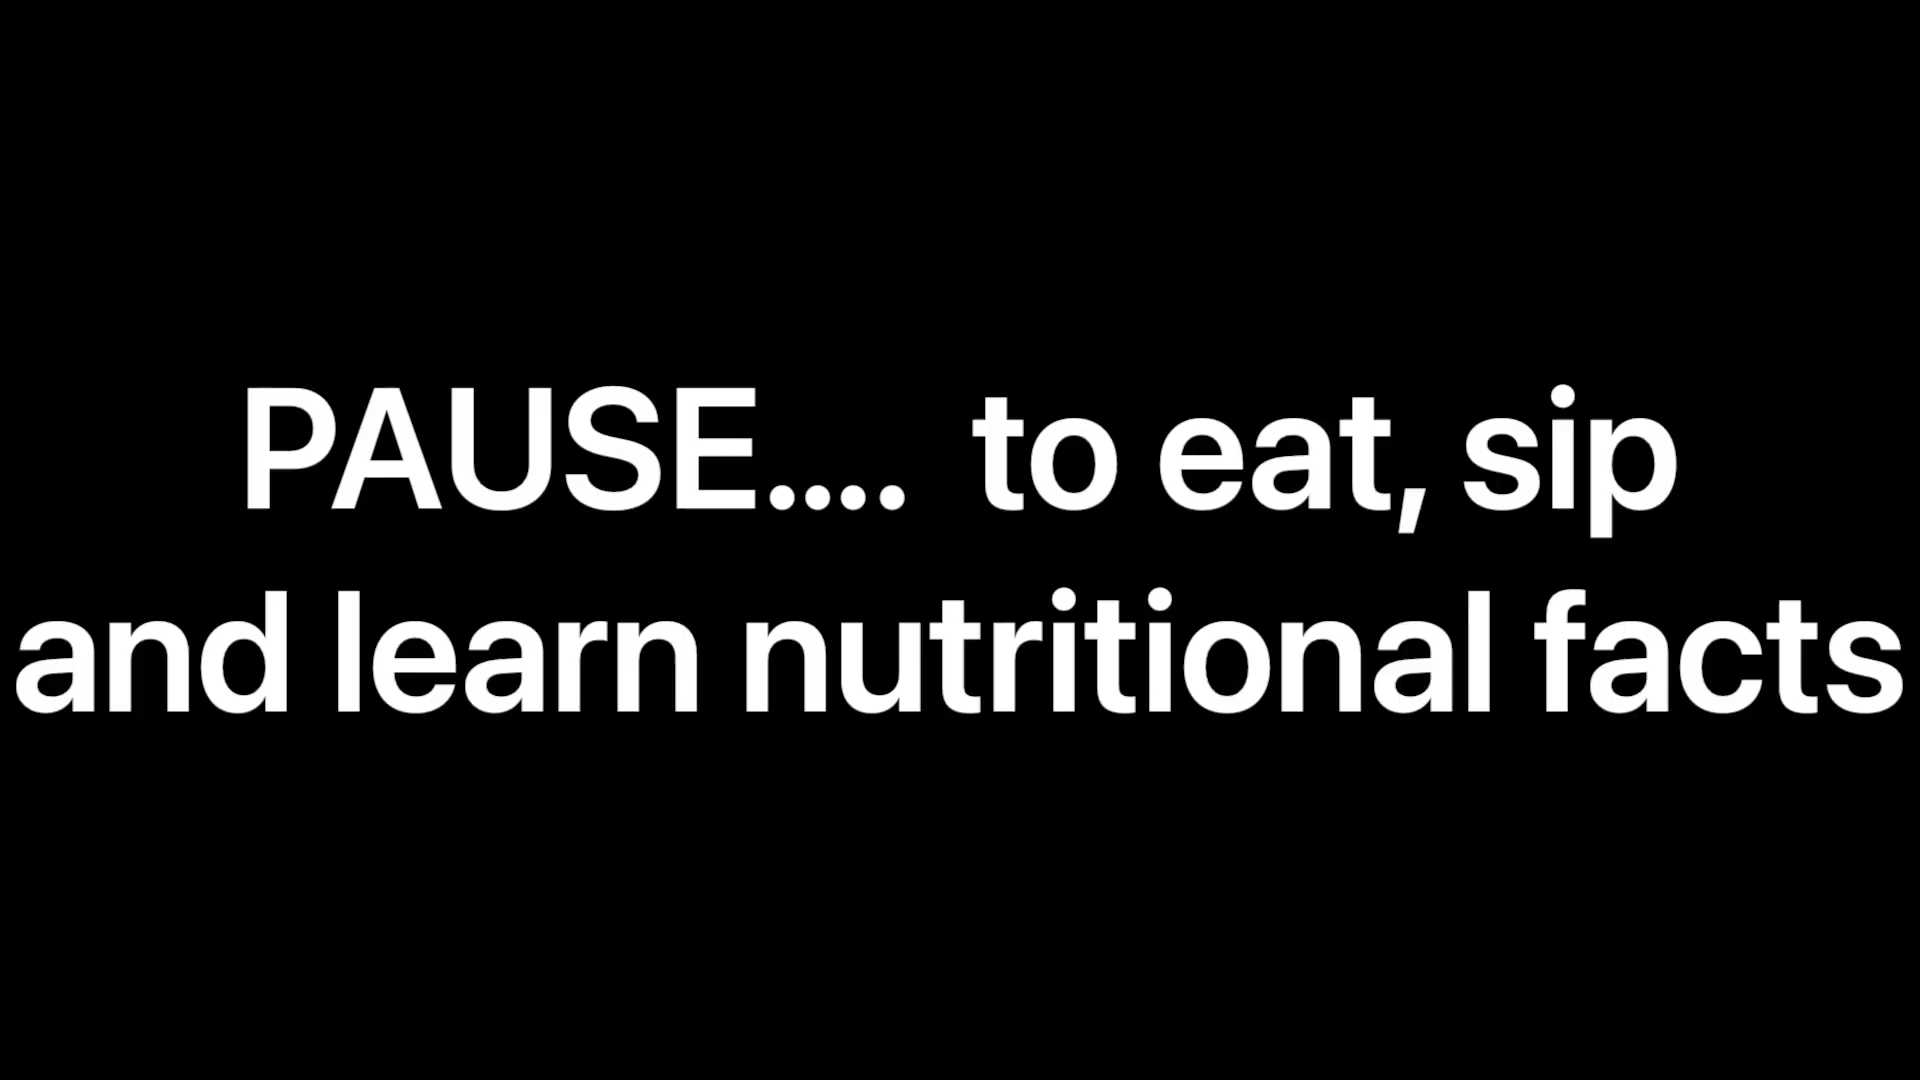 PAUSE....  to eat, sip
and learn nutritional facts